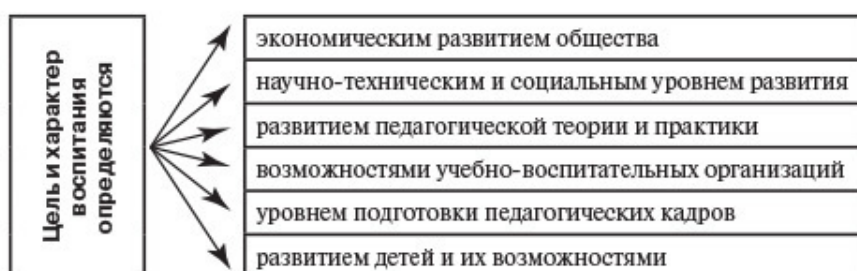 Цель и характер
воспитания
определяются
экономическим развитием общества
научно-техническим и социальным уровнем развития
развитием педагогической теории и практики
возможностями учебно-воспитательных организаций
уровнем подготовки педагогических кадров
развитием детей и их возможностями